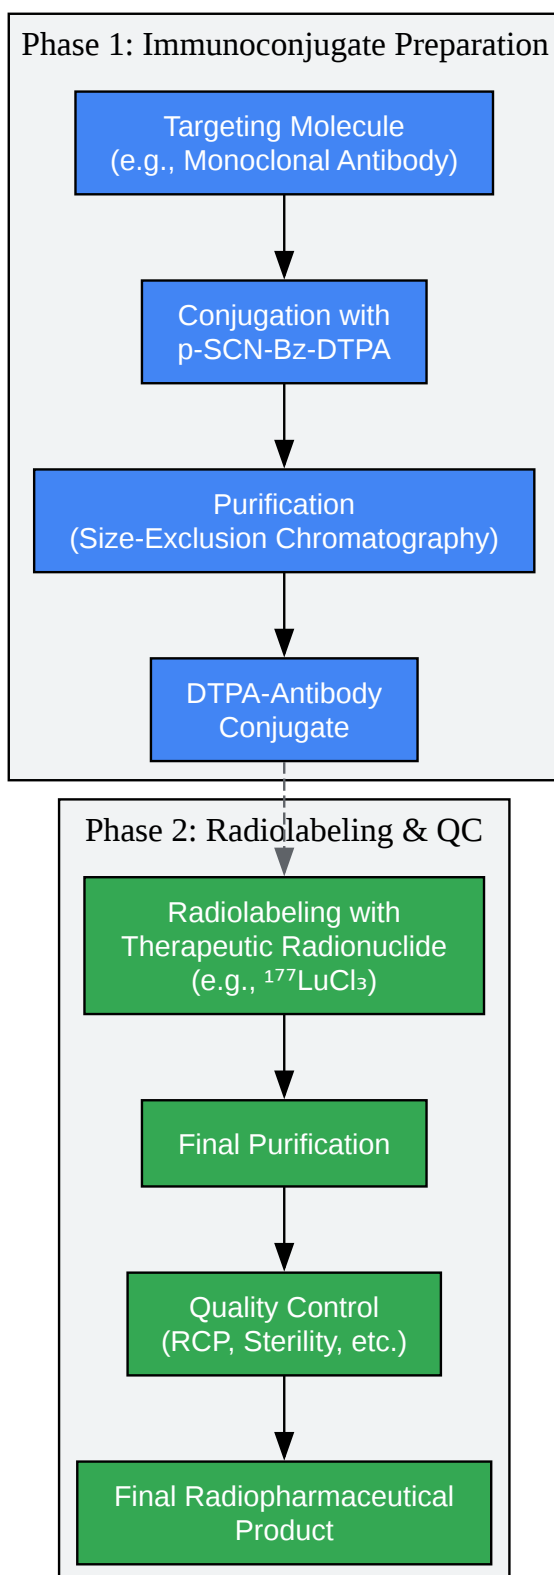 Phase 1: Immunoconjugate Preparation
Targeting Molecule
(e.g., Monoclonal Antibody)
Conjugation with
p-SCN-Bz-DTPA
Purification
(Size-Exclusion Chromatography)
DTPA-Antibody
Conjugate
Phase 2: Radiolabeling & QC
Radiolabeling with
Therapeutic Radionuclide
(e.g., ¹⁷⁷LuCl₃)
Final Purification
Quality Control
(RCP, Sterility, etc.)
Final Radiopharmaceutical
Product